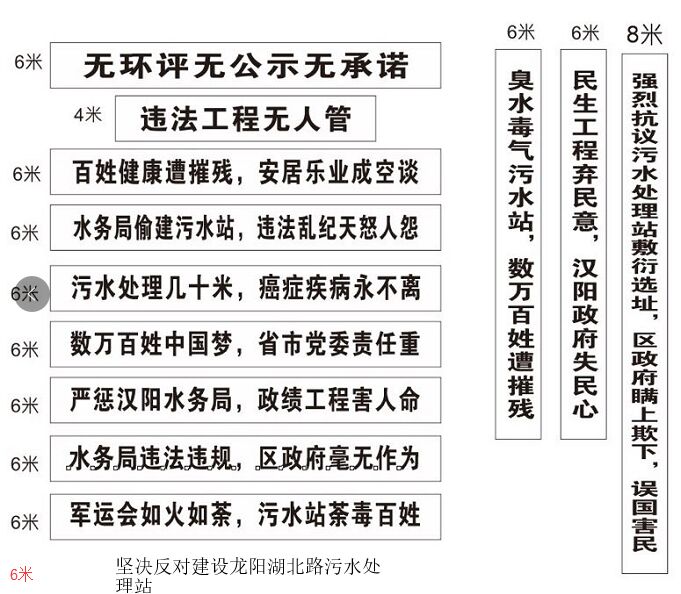 6米
无环评无公示无承诺
4米
违法工程无人管
6米
百姓健康遭摧残，安居乐业成空谈
6米
水务局偷建污水站，违法乱纪天怒人怨
6米
污水处理几十米，癌症疾病永不离
6米
数万百姓中国梦，省市党委责任重
6米
严惩汉阳水务局，政绩工程害人命
6米
水务局违法违规，区政府毫无作为
6米
军运会如火如荼，污水站荼毒百姓
6米
坚决反对建设龙阳湖北路污水处
理站
6米
臭水毒气污水站，数万百姓遭摧残
6米
民生工程弃民意，汉阳政府失民心
8米
强烈抗议污水处理站敷衍选址，区政府瞒上欺下，误国害民